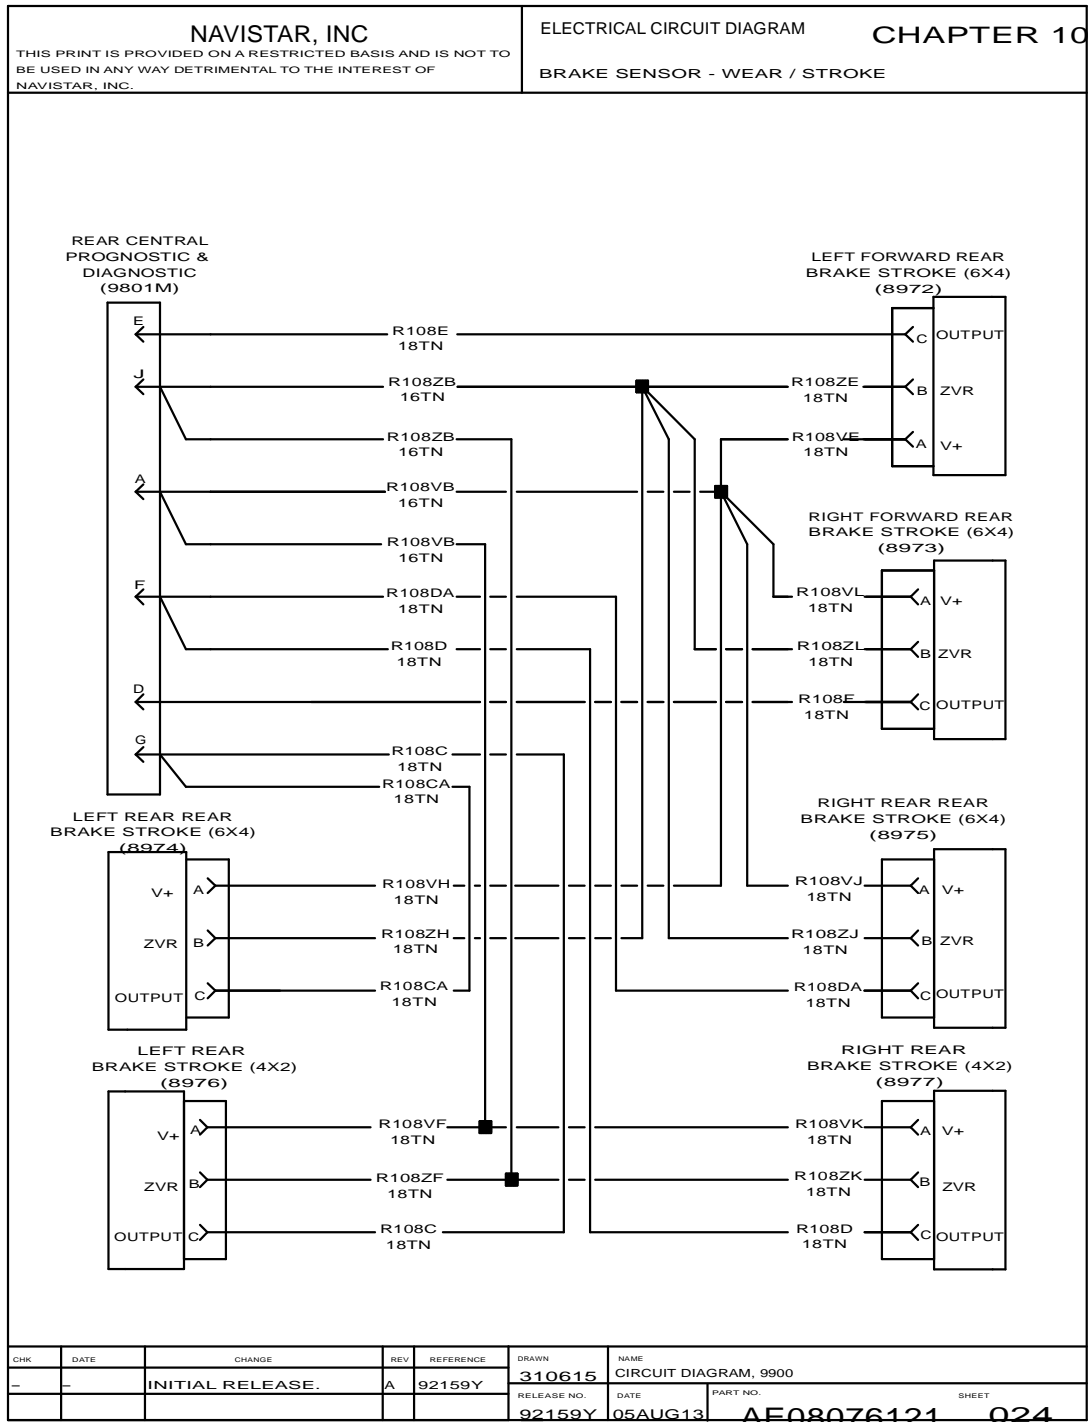 NAVISTAR, INC
THIS PRINT IS PROVIDED ON A RESTRICTED BASIS AND IS NOT TO
BE USED IN ANY WAY DETRIMENTAL TO THE INTEREST OF
NAVISTAR, INC.
ELECTRICAL CIRCUIT DIAGRAM
CHAPTER 10
BRAKE SENSOR - WEAR / STROKE
REAR CENTRAL
PROGNOSTIC &
DIAGNOSTIC
(9801M)
E
J
A
F
D
G
R108E
18TN
R108ZB
16TN
R108ZB
16TN
R108VB
16TN
R108VB
16TN
R108DA
18TN
R108D
18TN
R108C
18TN
R108CA
18TN
LEFT FORWARD REAR
BRAKE STROKE (6X4)
(8972)
C OUTPUT
R108ZE
18TN
B ZVR
R108VE
18TN
A V+
RIGHT FORWARD REAR
BRAKE STROKE (6X4)
(8973)
R108VL
18TN
A V+
R108ZL
18TN
B ZVR
R108E
18TN
C OUTPUT
LEFT REAR REAR
BRAKE STROKE (6X4)
(8974)
V+ A
R108VH
18TN
ZVR B
R108ZH
18TN
OUTPUT C
R108CA
18TN
RIGHT REAR REAR
BRAKE STROKE (6X4)
(8975)
R108VJ
18TN
A V+
R108ZJ
18TN
B ZVR
R108DA
18TN
C OUTPUT
LEFT REAR
BRAKE STROKE (4X2)
(8976)
V+ A
R108VF
18TN
ZVR B
R108ZF
18TN
OUTPUT C
R108C
18TN
RIGHT REAR
BRAKE STROKE (4X2)
(8977)
R108VK
18TN
A V+
R108ZK
18TN
B ZVR
R108D
18TN
C OUTPUT
CHK DATE CHANGE REV REFERENCE
– – INITIAL RELEASE. A 92159Y
DRAWN
310615
NAME
CIRCUIT DIAGRAM, 9900
RELEASE NO.
92159Y
DATE
05AUG13
PART NO.
AF08076121
SHEET
024